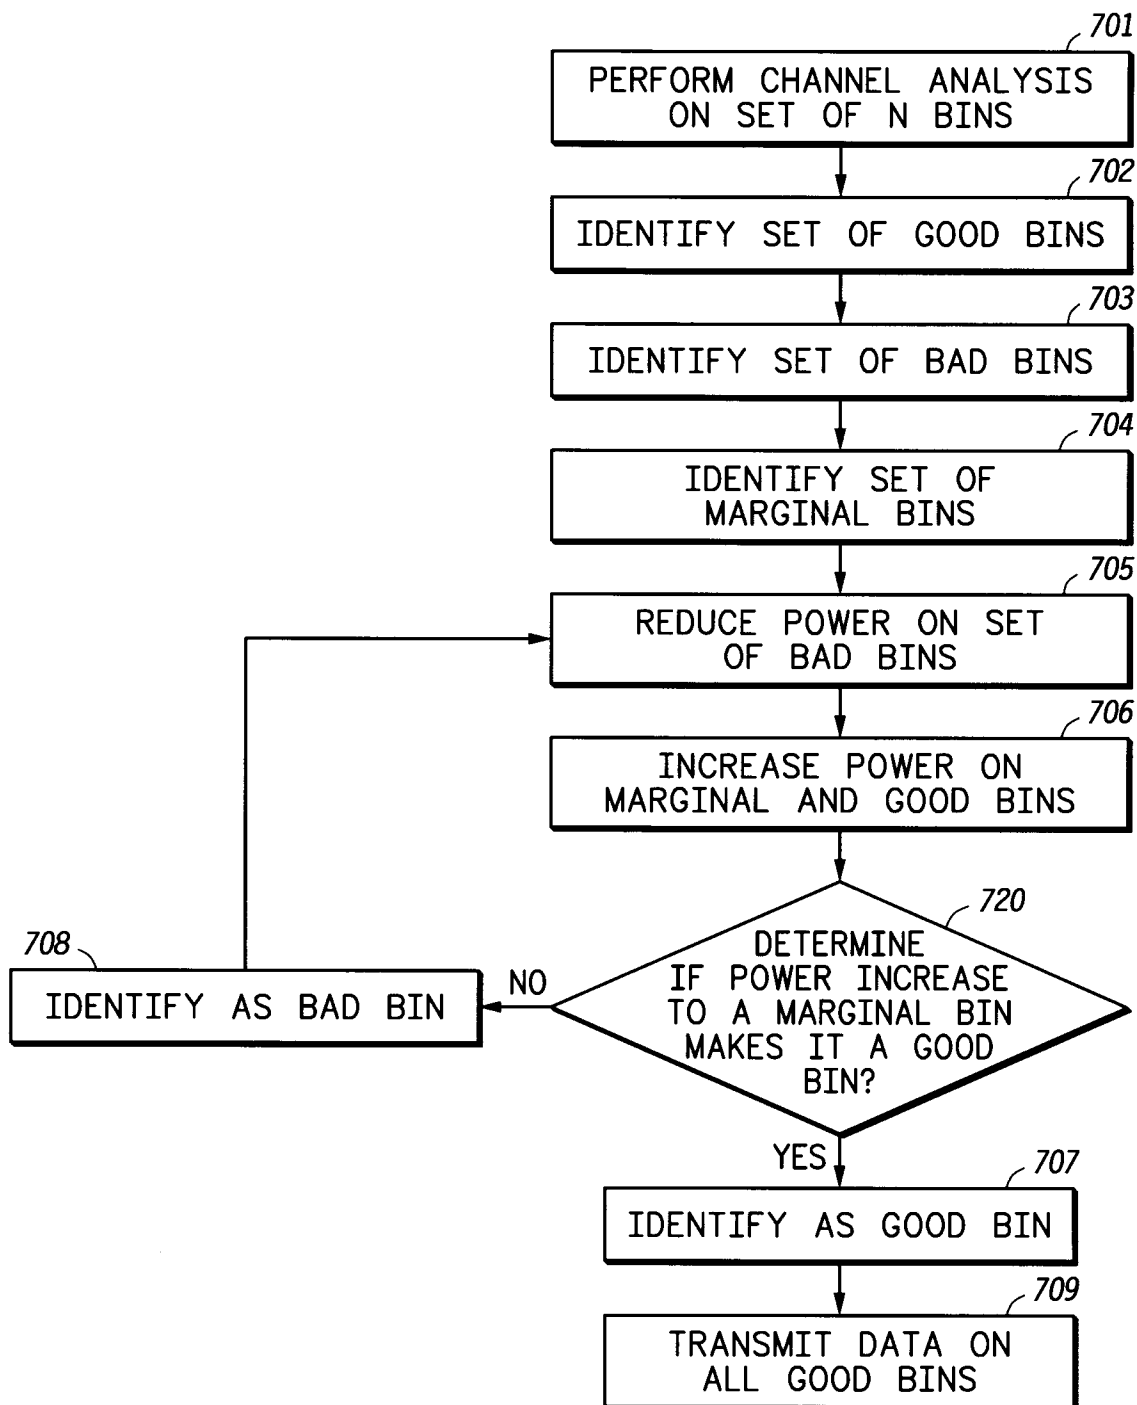 701
PERFORM CHANNEL ANALYSIS
ON SET OF N BINS
702
IDENTIFY SET OF GOOD BINS
703
IDENTIFY SET OF BAD BINS
704
IDENTIFY SET OF
MARGINAL BINS
705
REDUCE POWER ON SET
OF BAD BINS
706
INCREASE POWER ON
MARGINAL AND GOOD BINS
720
DETERMINE
IF POWER INCREASE
TO A MARGINAL BIN
MAKES IT A GOOD
BIN?
NO
708
IDENTIFY AS BAD BIN
YES
707
IDENTIFY AS GOOD BIN
709
TRANSMIT DATA ON
ALL GOOD BINS